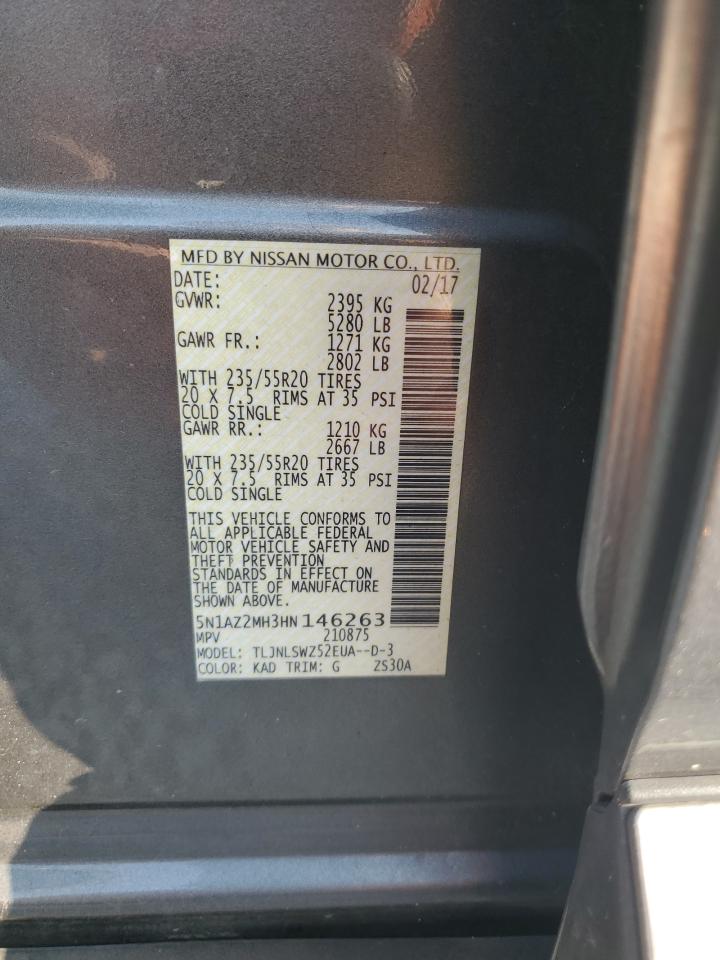 MFD BY NISSAN MOTOR CO., LTD.
DATE: 02/17
GVWR: 2395 KG
5280 LB
GAWR FR.: 1271 KG
2802 LB
WITH 235/55R20 TIRES
20 X 7.5 RIMS AT 35 PSI
COLD SINGLE
GAWR RR.: 1210 KG
2667 LB
WITH 235/55R20 TIRES
20 X 7.5 RIMS AT 35 PSI
COLD SINGLE
THIS VEHICLE CONFORMS TO
ALL APPLICABLE FEDERAL
MOTOR VEHICLE SAFETY AND
THEFT PREVENTION
STANDARDS IN EFFECT ON
THE DATE OF MANUFACTURE
SHOWN ABOVE.
5N1AZ2MH3HN146263
MPV 210875
MODEL: TLJNLSWZ52EUA--D-3
COLOR: KAD TRIM: G ZS30A